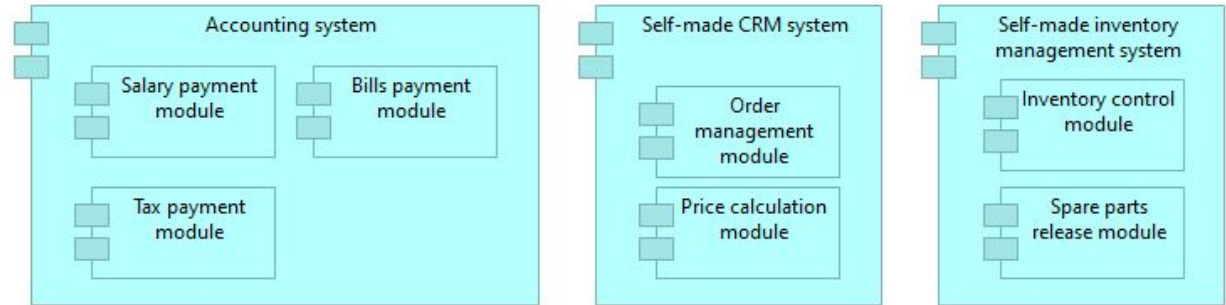 Accounting system
Salary payment
module
Bills payment
module
Tax payment
module
Self-made CRM system
Order
management
module
Price calculation
module
Self-made inventory
management system
Inventory control
module
Spare parts
release module